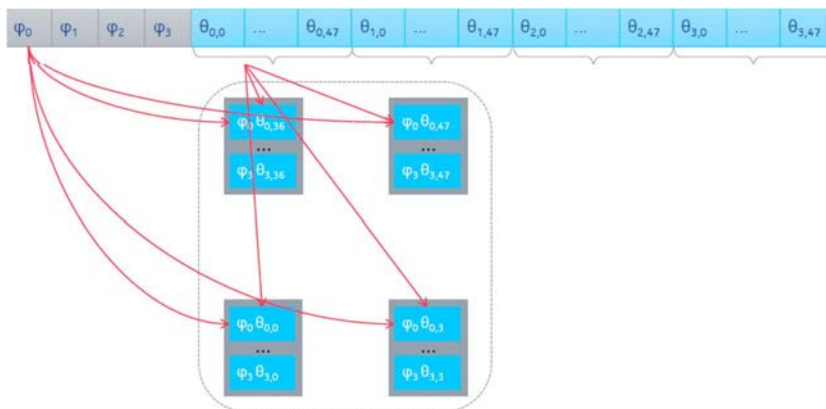 φ₀ φ₁ φ₂ φ₃ θ₀,₀ ... θ₀,₄₇ θ₁,₀ ... θ₁,₄₇ θ₂,₀ ... θ₂,₄₇ θ₃,₀ ... θ₃,₄₇
φ₀ θ₀,₃₆ φ₀ θ₀,₄₇
... ...
φ₃ θ₃,₃₆ φ₃ θ₃,₄₇
φ₀ θ₀,₀ φ₀ θ₀,₃
... ...
φ₃ θ₃,₀ φ₃ θ₃,₃